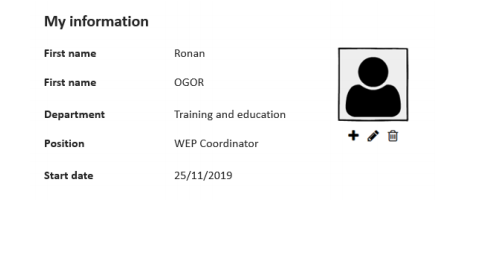 My information
First name Ronan
First name OGOR
Department Training and education
Position WEP Coordinator
Start date 25/11/2019